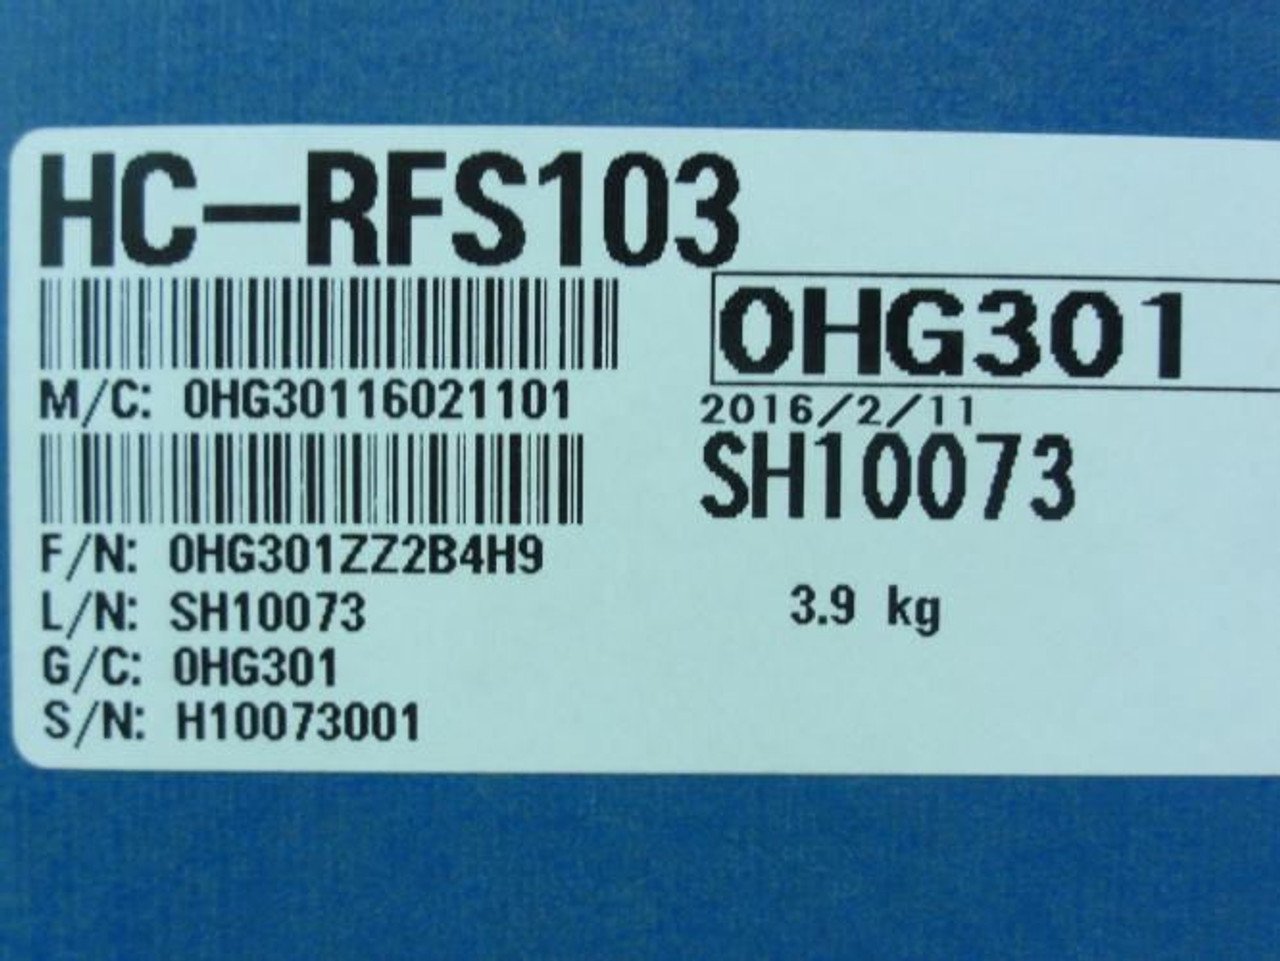 HC-RFS103
0HG301
M/C: 0HG30116021101
2016/2/11
SH10073
F/N: 0HG301ZZ2B4H9
L/N: SH10073
3.9 kg
G/C: 0HG301
S/N: H10073001